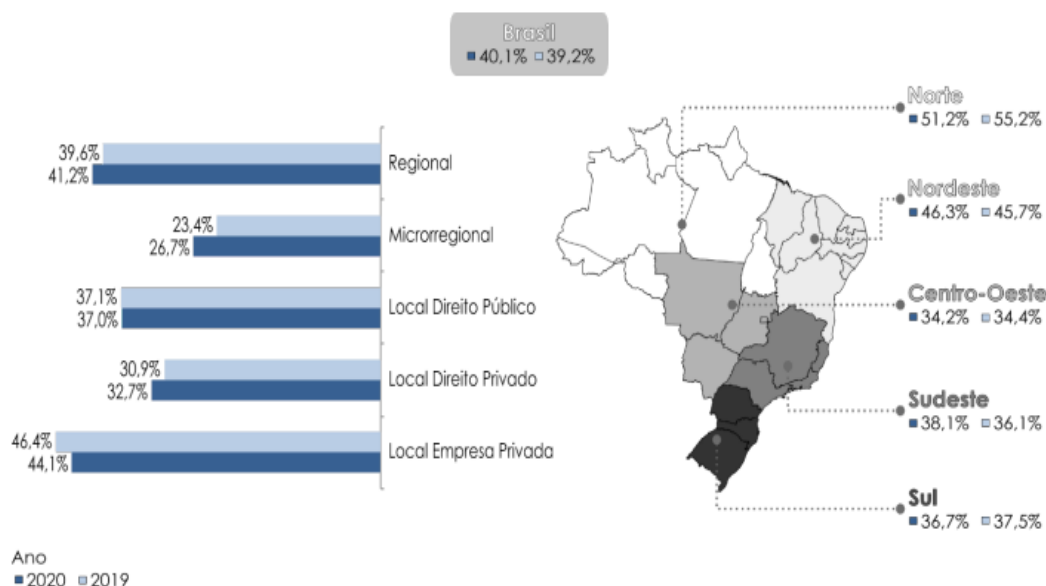 Brasil
40,1% 39,2%
39,6%
41,2%
Regional
23,4%
26,7%
Microrregional
37,1%
37,0%
Local Direito Público
30,9%
32,7%
Local Direito Privado
46,4%
44,1%
Local Empresa Privada
Norte
51,2% 55,2%
Nordeste
46,3% 45,7%
Centro-Oeste
34,2% 34,4%
Sudeste
38,1% 36,1%
Sul
36,7% 37,5%
Ano
2020 2019